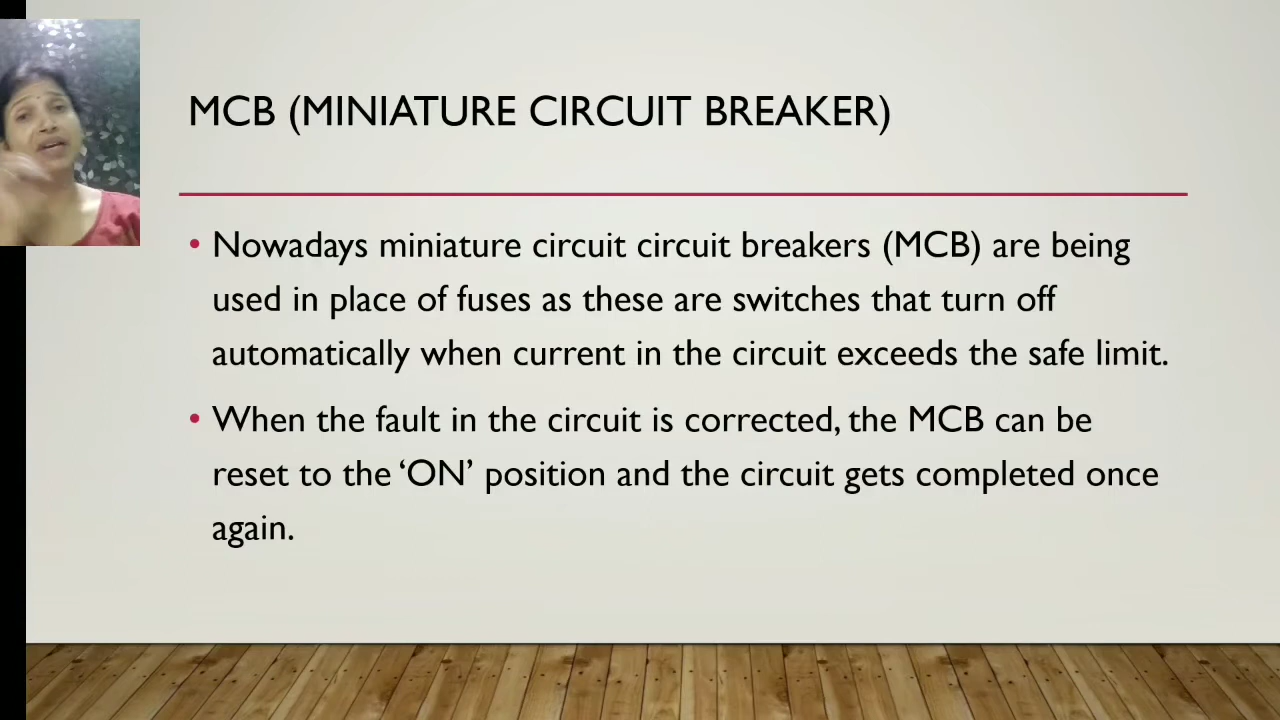 MCB (MINIATURE CIRCUIT BREAKER)
• Nowadays miniature circuit circuit breakers (MCB) are being
used in place of fuses as these are switches that turn off
automatically when current in the circuit exceeds the safe limit.
• When the fault in the circuit is corrected, the MCB can be
reset to the ‘ON’ position and the circuit gets completed once
again.